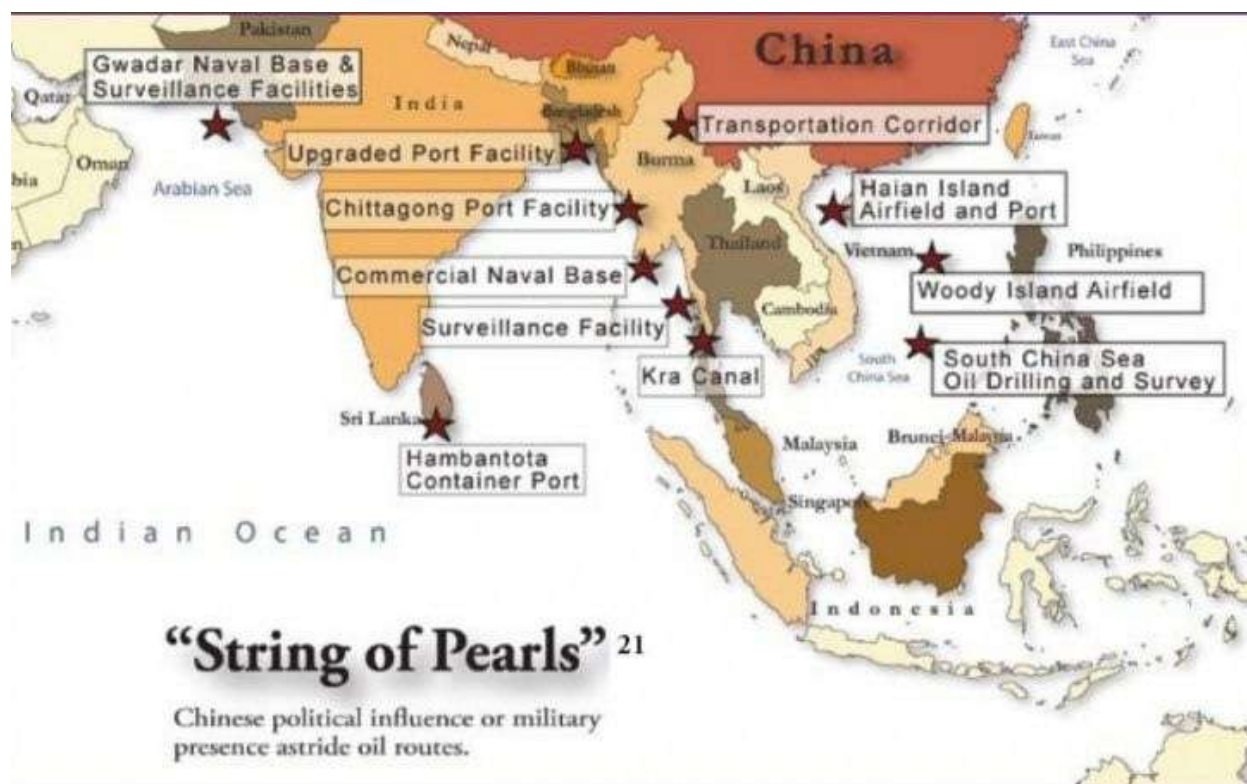 Pakistan
Nepal
China
East China
Sea
Gwadar Naval Base &
Surveillance Facilities
Qatar
India
Bhutan
Bangladesh
Transportation Corridor
Taiwan
Upgraded Port Facility
Burma
Oman
bia
Arabian Sea
Laos
Haian Island
Airfield and Port
Chittagong Port Facility
Thailand
Vietnam
Philippines
Commercial Naval Base
Woody Island Airfield
Cambodia
Surveillance Facility
South
China Sea
South China Sea
Oil Drilling and Survey
Kra Canal
Sri Lanka
Malaysia
Brunei
Malaysia
Hambantota
Container Port
Singapore
Indian Ocean
Indonesia
"String of Pearls" 21
Chinese political influence or military
presence astride oil routes.